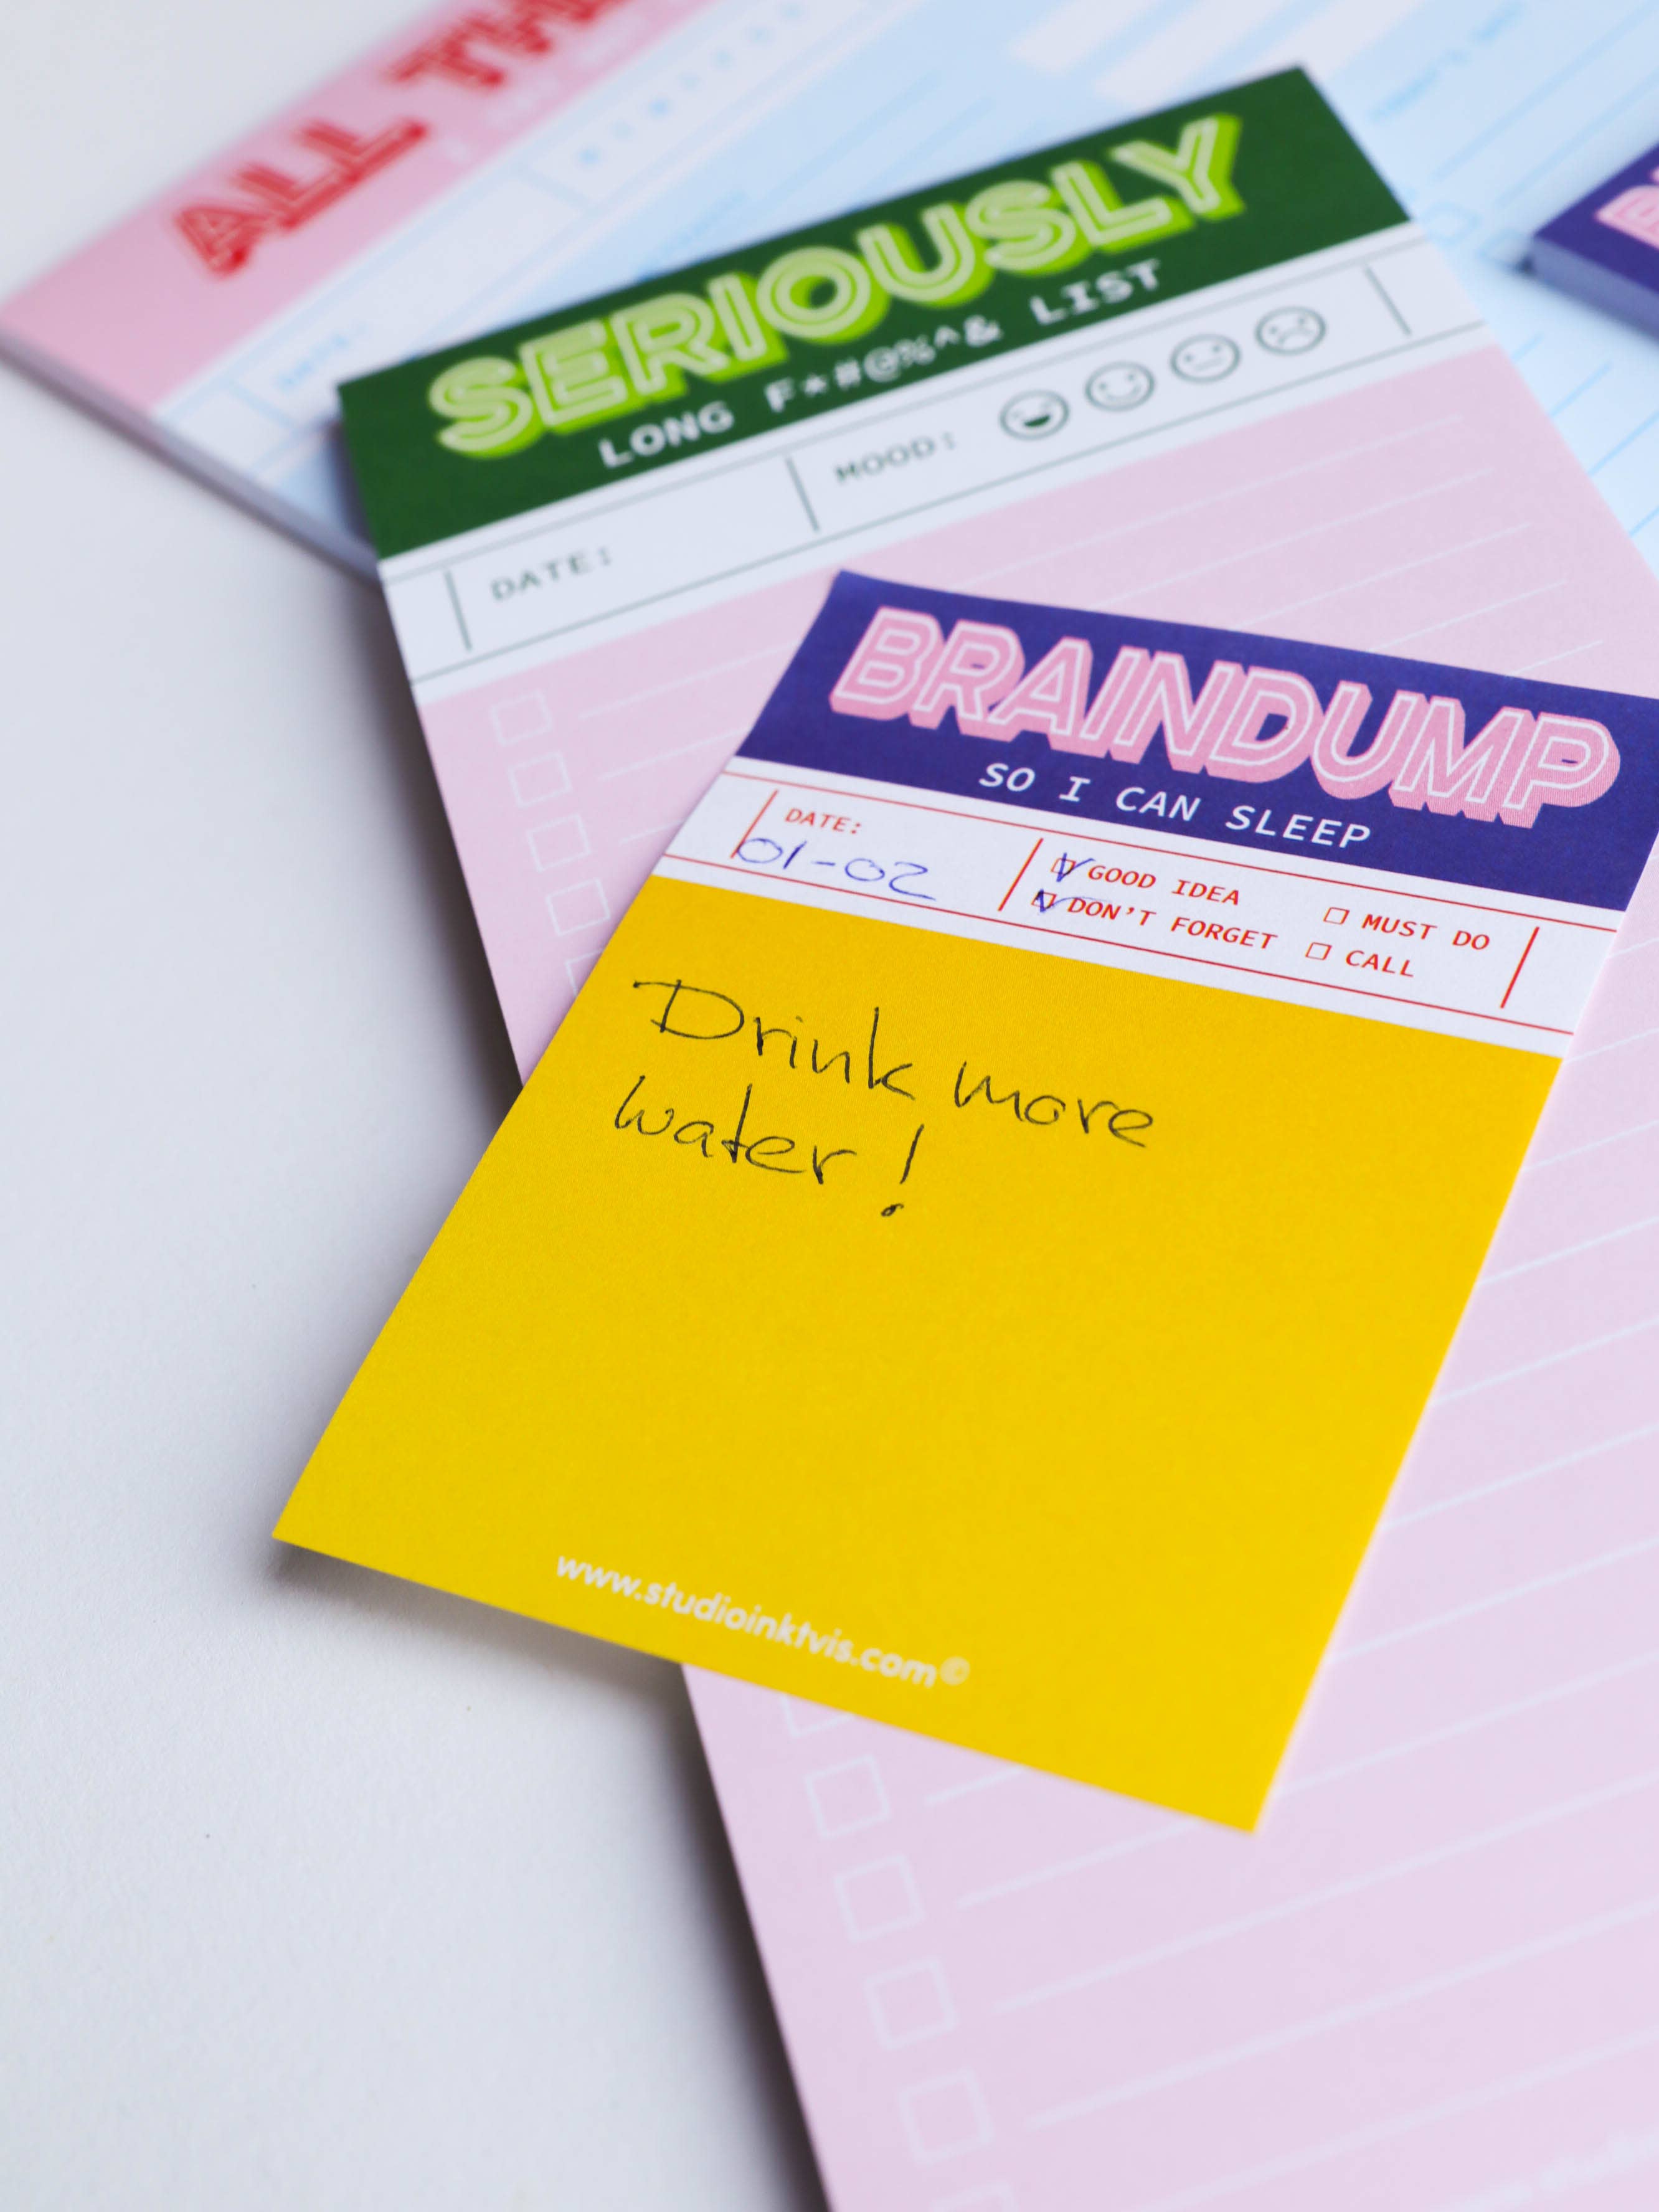 ALL TH
SERIOUSLY
LONG F*#@%^& LIST
DATE:
MOOD:
BRAINDUMP
SO I CAN SLEEP
DATE:
01-02
GOOD IDEA
DON'T FORGET
MUST DO
CALL
Drink more
water!
www.studioinktvis.com©